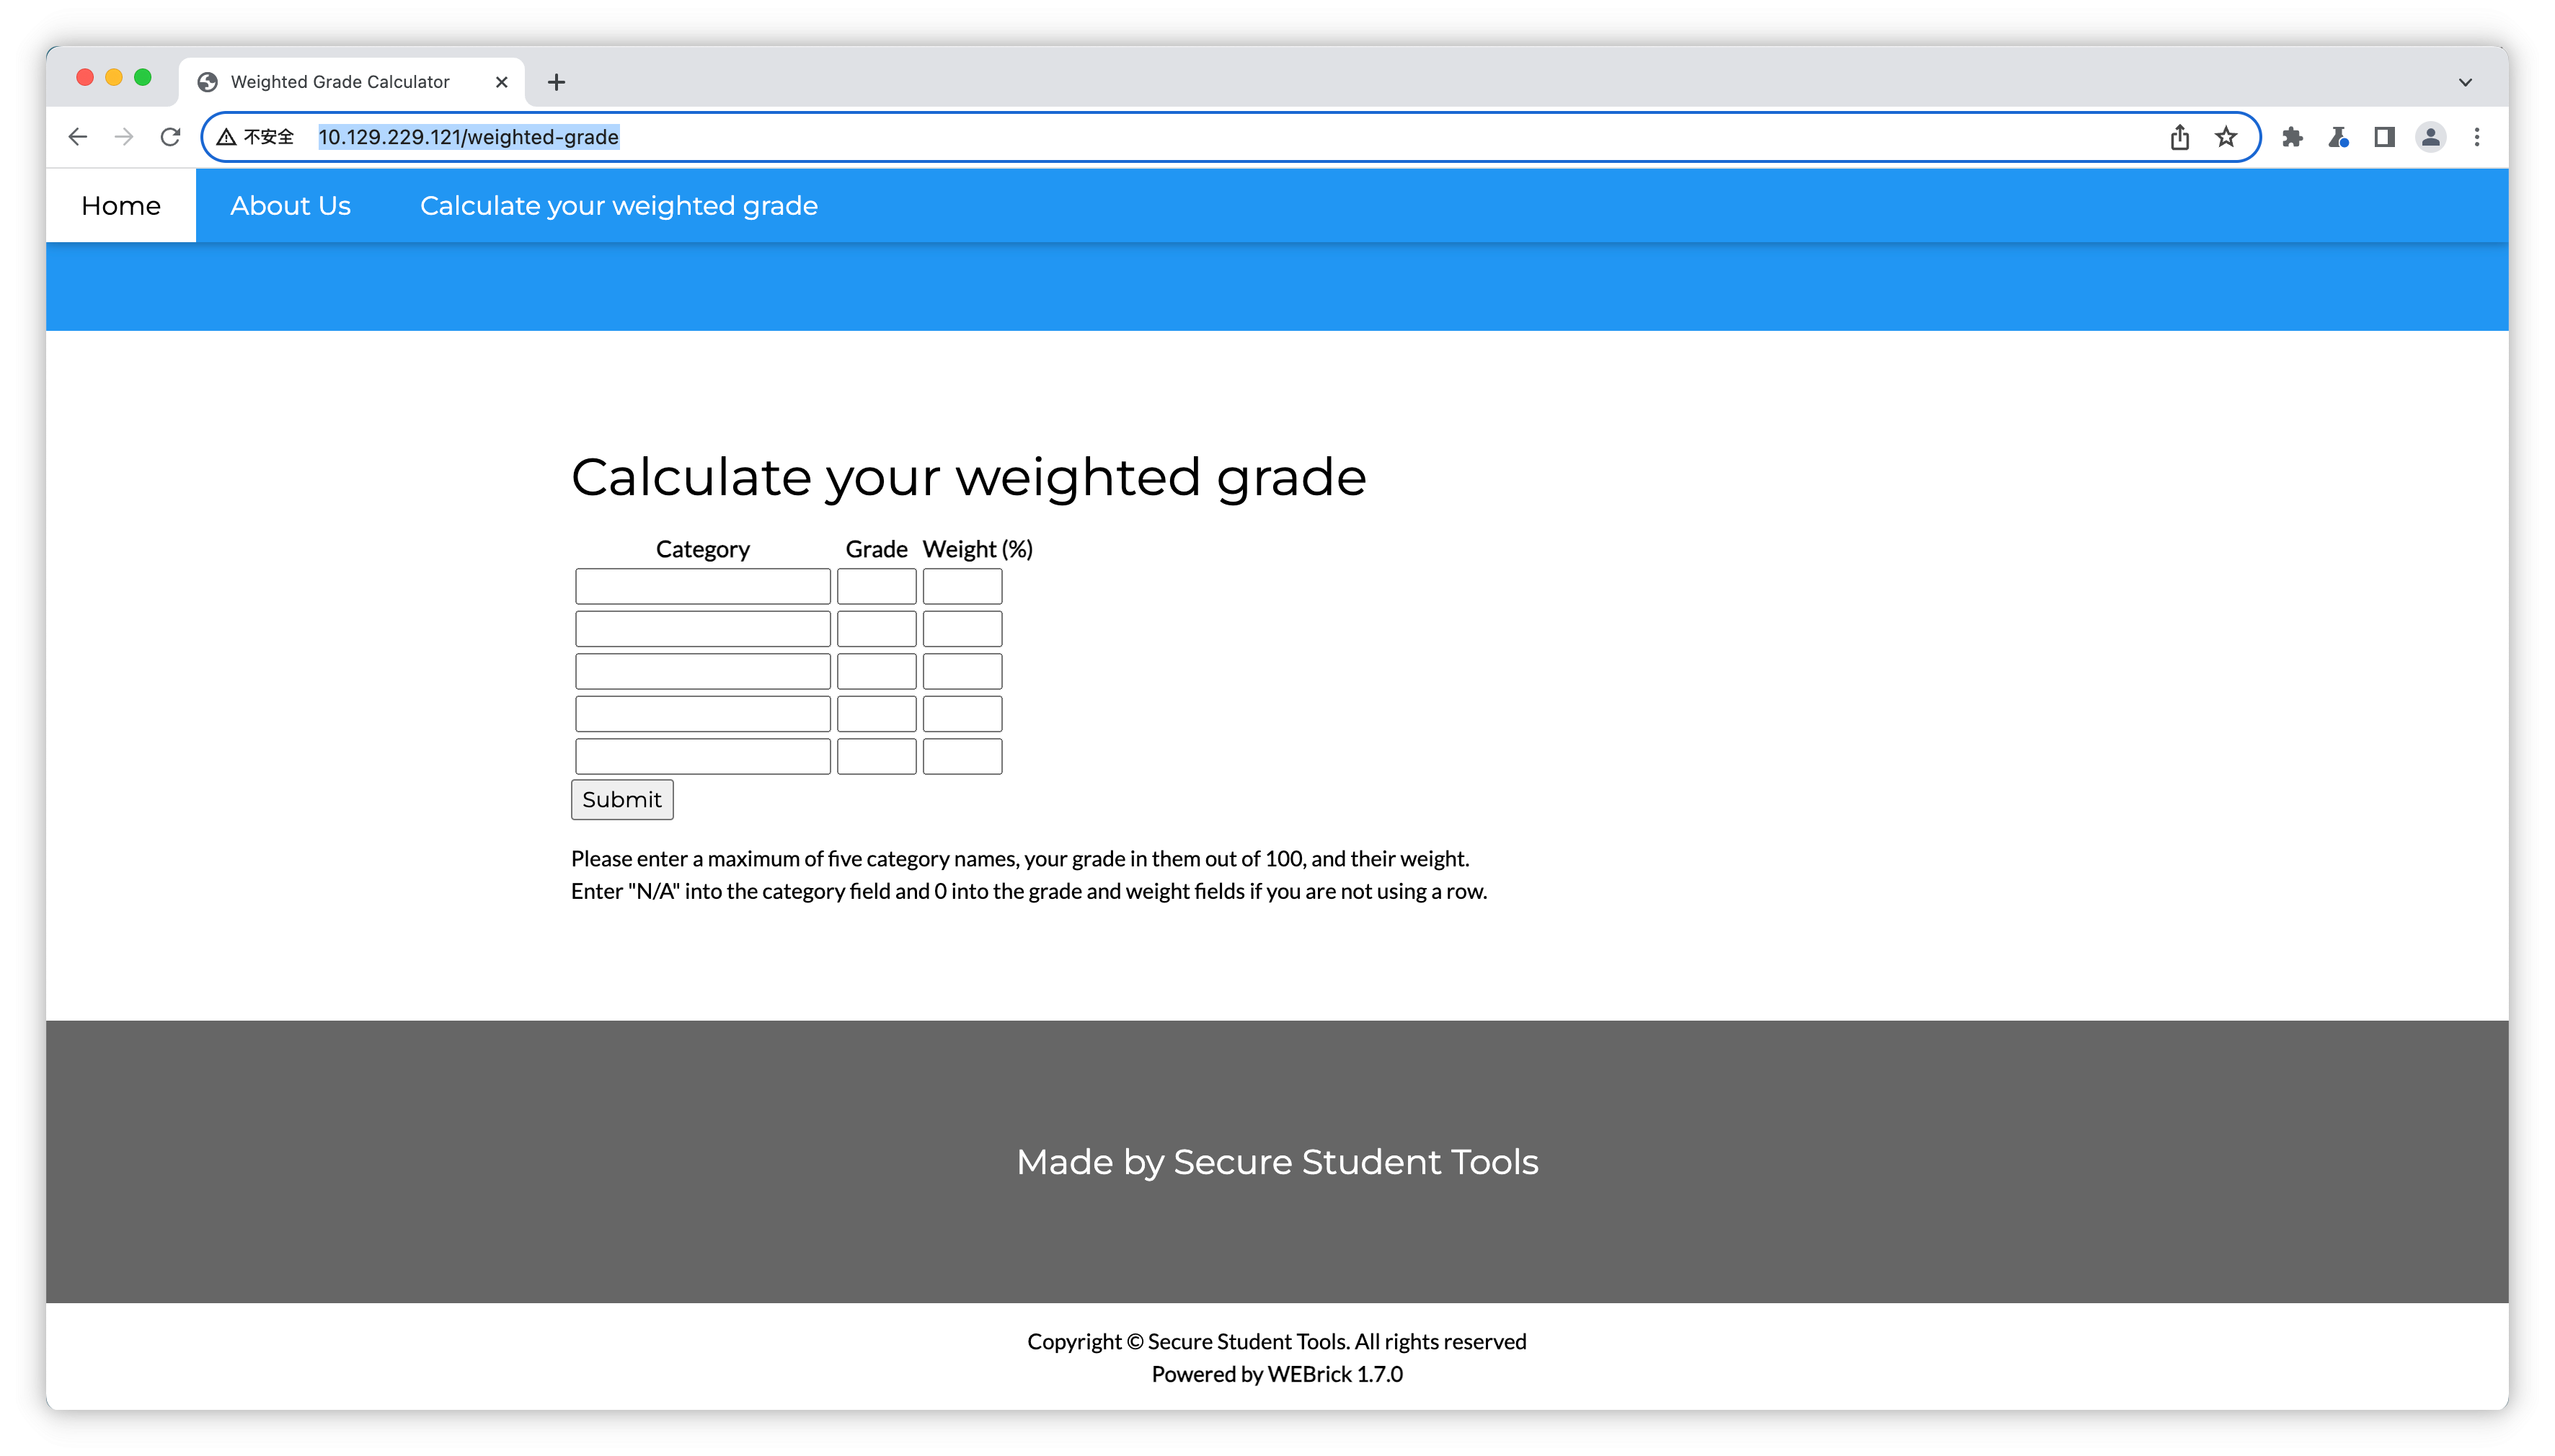 Weighted Grade Calculator
不安全 10.129.229.121/weighted-grade
Home About Us Calculate your weighted grade
Calculate your weighted grade
Category Grade Weight (%)
Submit
Please enter a maximum of five category names, your grade in them out of 100, and their weight.
Enter "N/A" into the category field and 0 into the grade and weight fields if you are not using a row.
Made by Secure Student Tools
Copyright © Secure Student Tools. All rights reserved
Powered by WEBrick 1.7.0